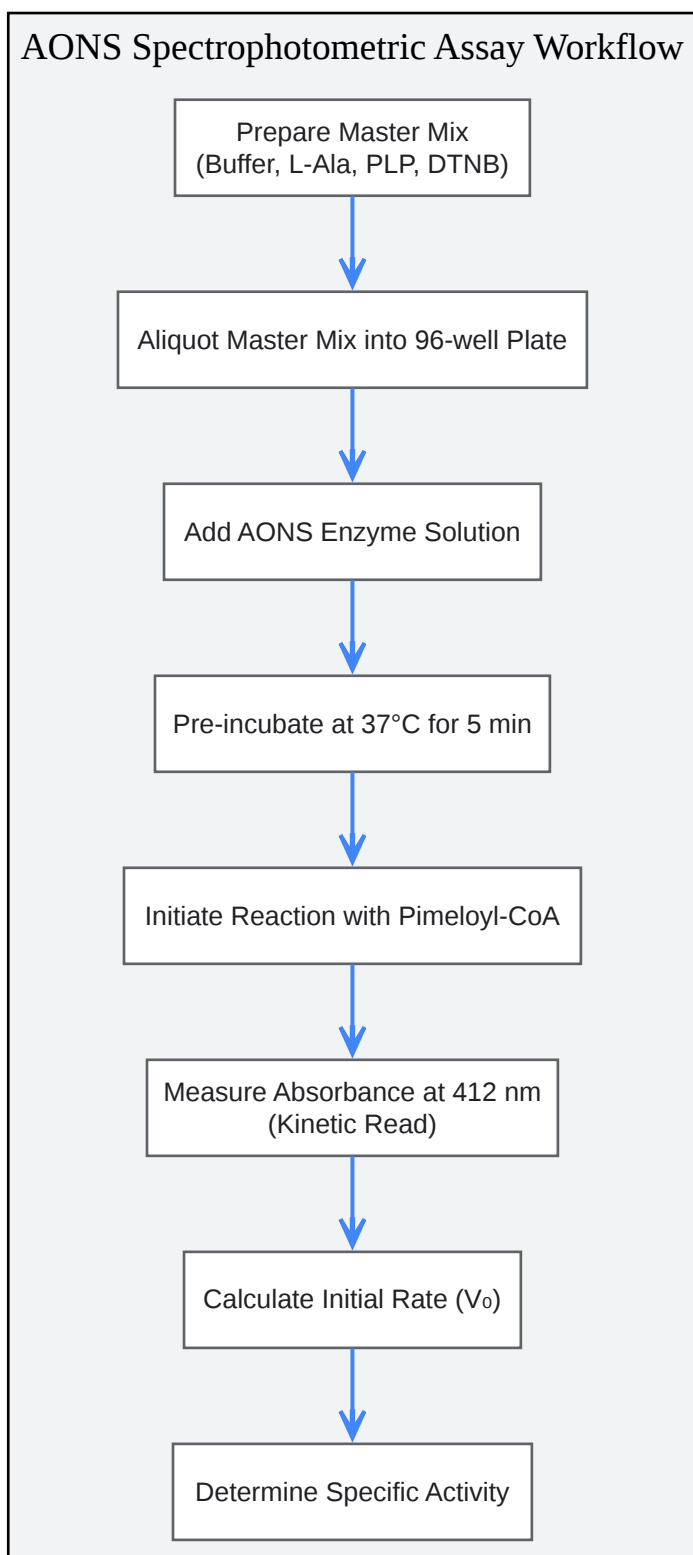 AONS Spectrophotometric Assay Workflow
Prepare Master Mix
(Buffer, L-Ala, PLP, DTNB)
Aliquot Master Mix into 96-well Plate
Add AONS Enzyme Solution
Pre-incubate at 37°C for 5 min
Initiate Reaction with Pimeloyl-CoA
Measure Absorbance at 412 nm
(Kinetic Read)
Calculate Initial Rate (V₀)
Determine Specific Activity